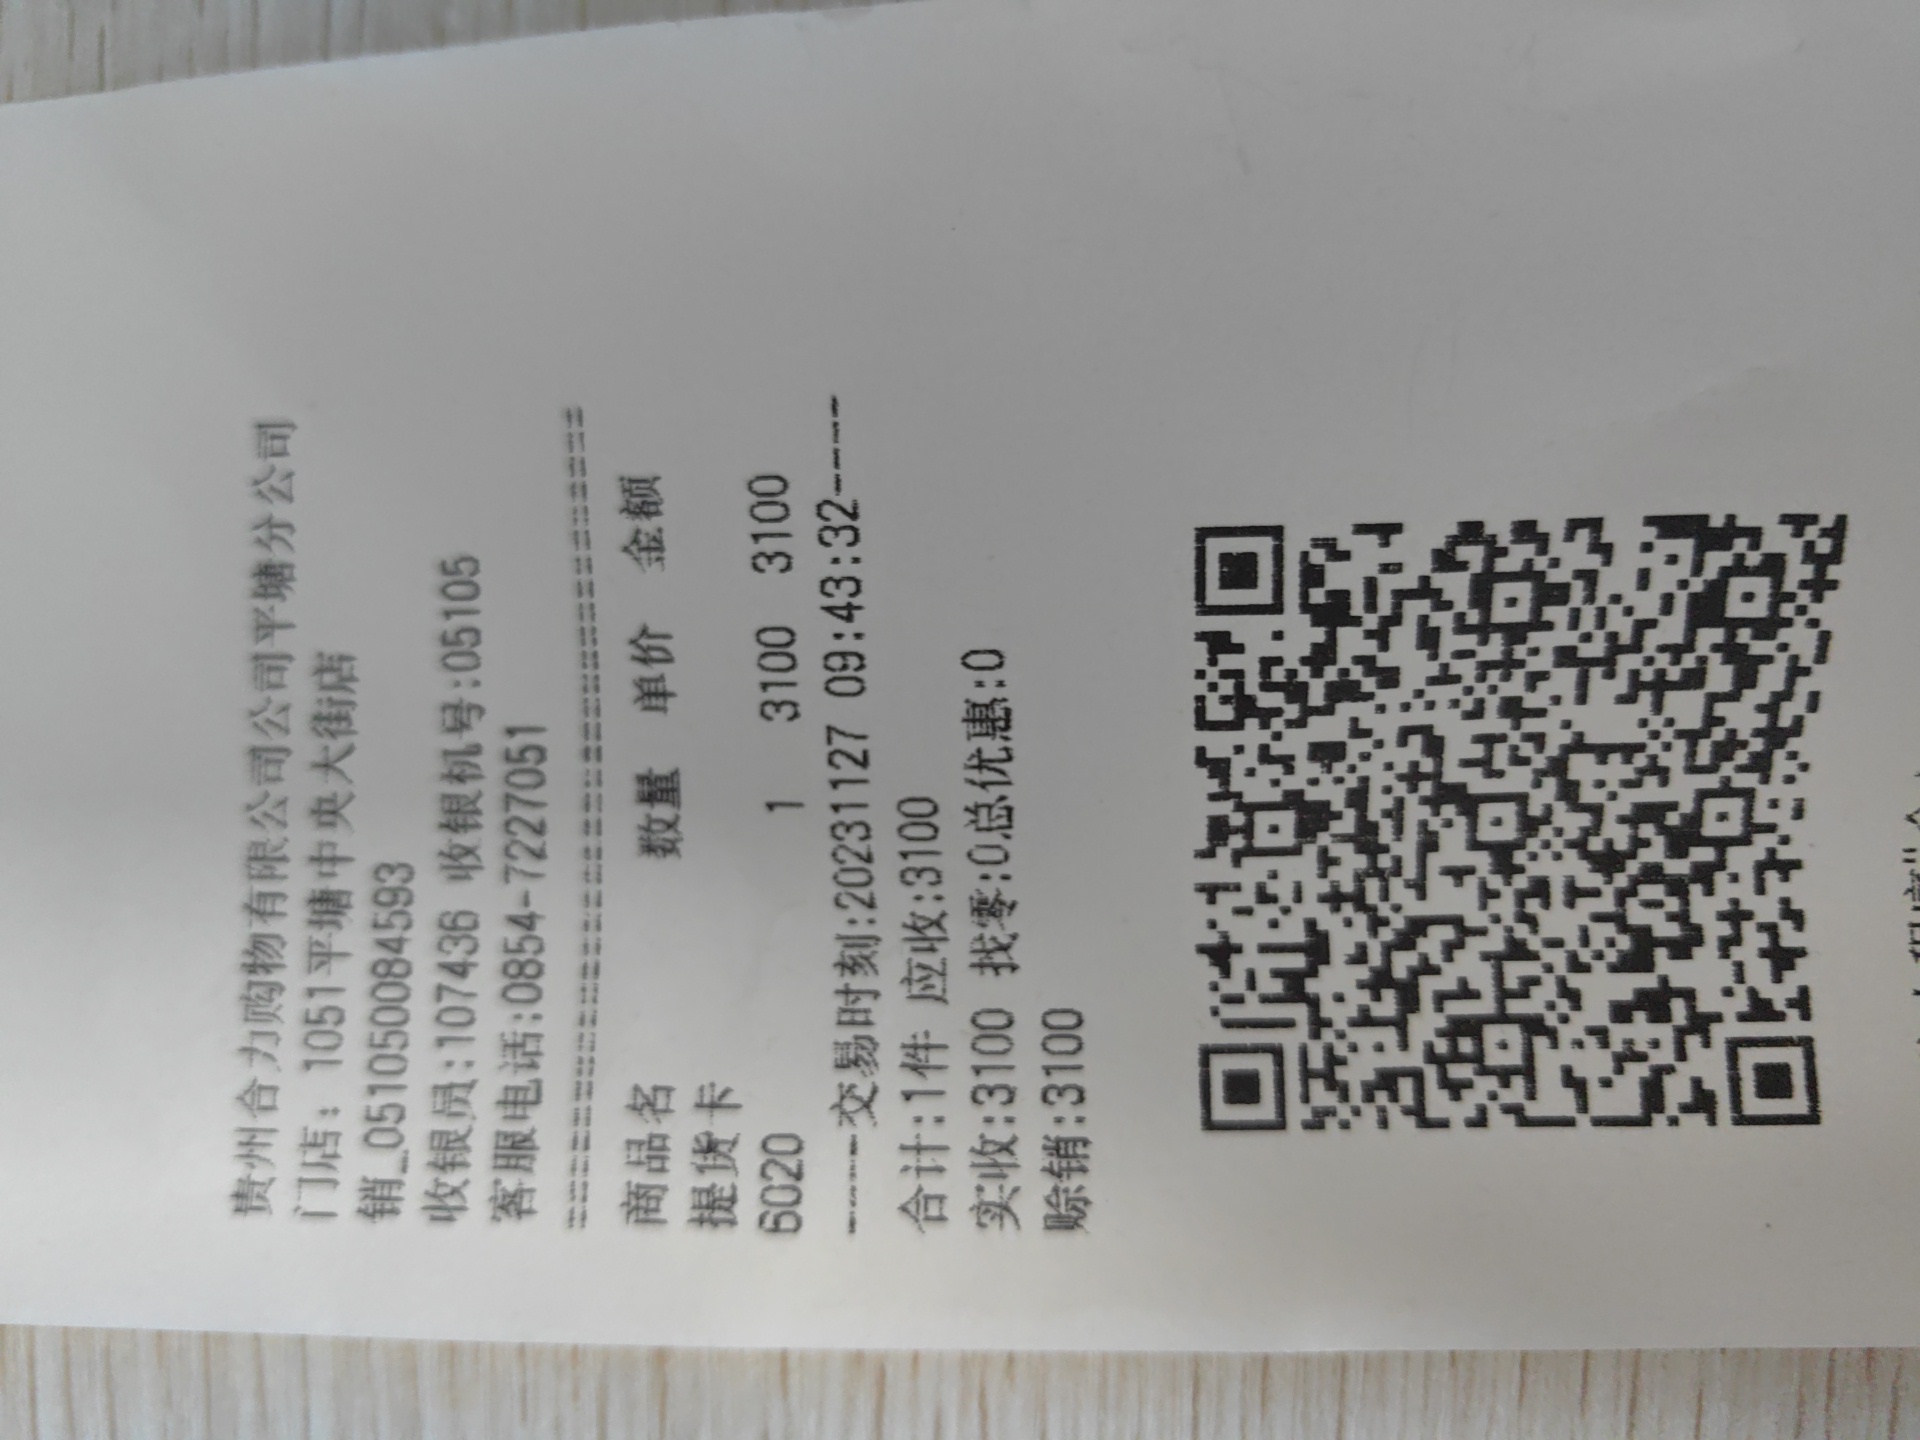 贵州合力购物有限公司公司平塘分公司
门店: 1051平塘中央大街店
销_051050084593
收银员:107436 收银机号:05105
客服电话:0854-7227051
商品名 数量 单价 金额
提货卡
6020 1 3100 3100
-----交易时刻:20231127 09:43:32-----
合计:1件 应收:3100
实收:3100 找零:0总优惠:0
赊销:3100